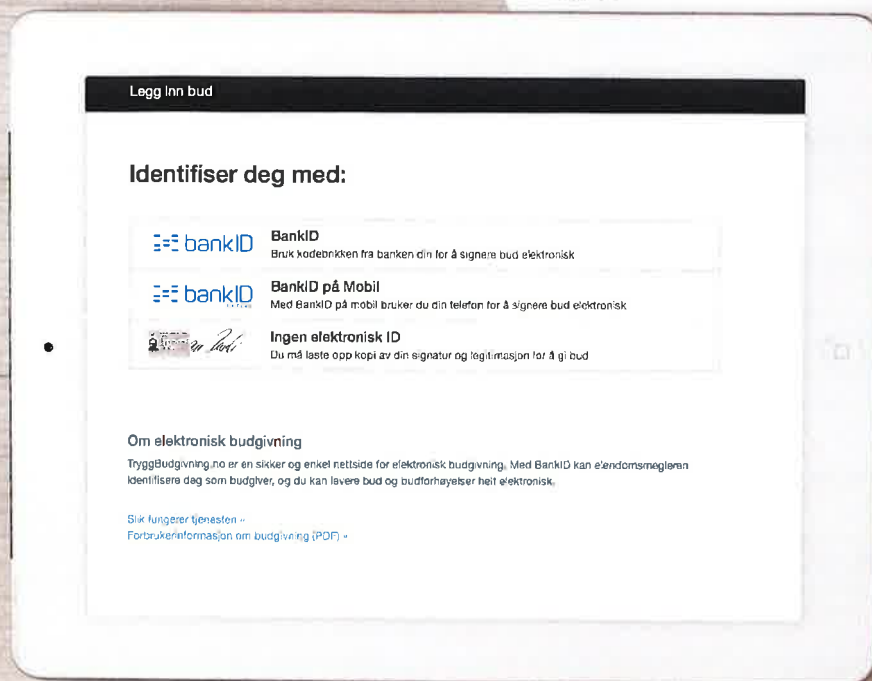 Legg inn bud
Identifiser deg med:
bankID
BankID
Bruk kodebrikken fra banken din for å signere bud elektronisk
bankID
BankID på Mobil
Med BankID på mobil bruker du din telefon for å signere bud elektronisk
Ingen elektronisk ID
Du må laste opp kopi av din signatur og legitimasjon for å gi bud
Om elektronisk budgivning
TryggBudgivning.no er en sikker og enkel nettside for elektronisk budgivning. Med BankID kan eiendomsmegleren
identifisere deg som budgiver, og du kan levere bud og budforhøyelser helt elektronisk.
Slik fungerer tjenesten »
Forbrukerinformasjon om budgivning (PDF) »